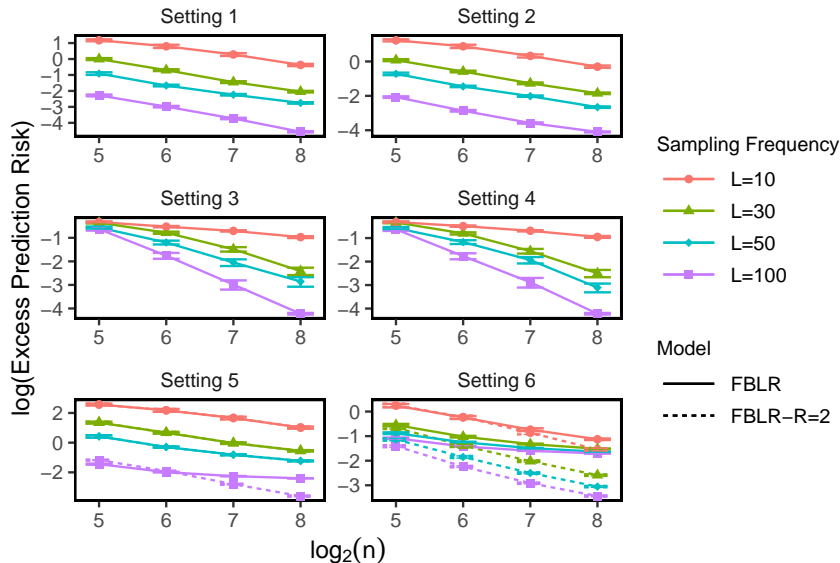 Setting 1
Setting 2
1
0
−1
−2
−3
−4
5 6 7 8
0
−2
−4
5 6 7 8
Setting 3
Setting 4
−1
−2
−3
−4
5 6 7 8
−1
−2
−3
−4
5 6 7 8
Setting 5
Setting 6
2
0
−2
5 6 7 8
0
−1
−2
−3
5 6 7 8
log(Excess Prediction Risk)
log₂(n)
Sampling Frequency
L=10
L=30
L=50
L=100
Model
FBLR
FBLR−R=2